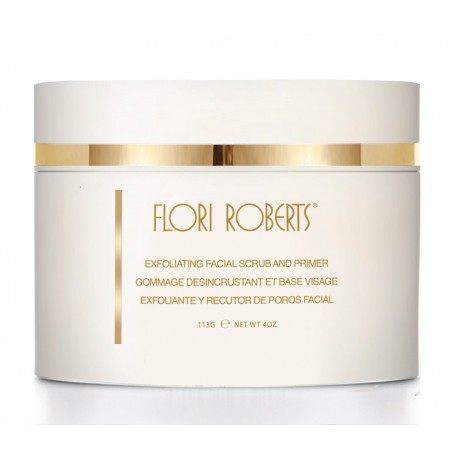 FLORI ROBERTS®
EXFOLIATING FACIAL SCRUB AND PRIMER
GOMMAGE DESINCRUSTANT ET BASE VISAGE
EXFOLIANTE Y RECUTOR DE POROS FACIAL
113G ℮ NET WT 4OZ